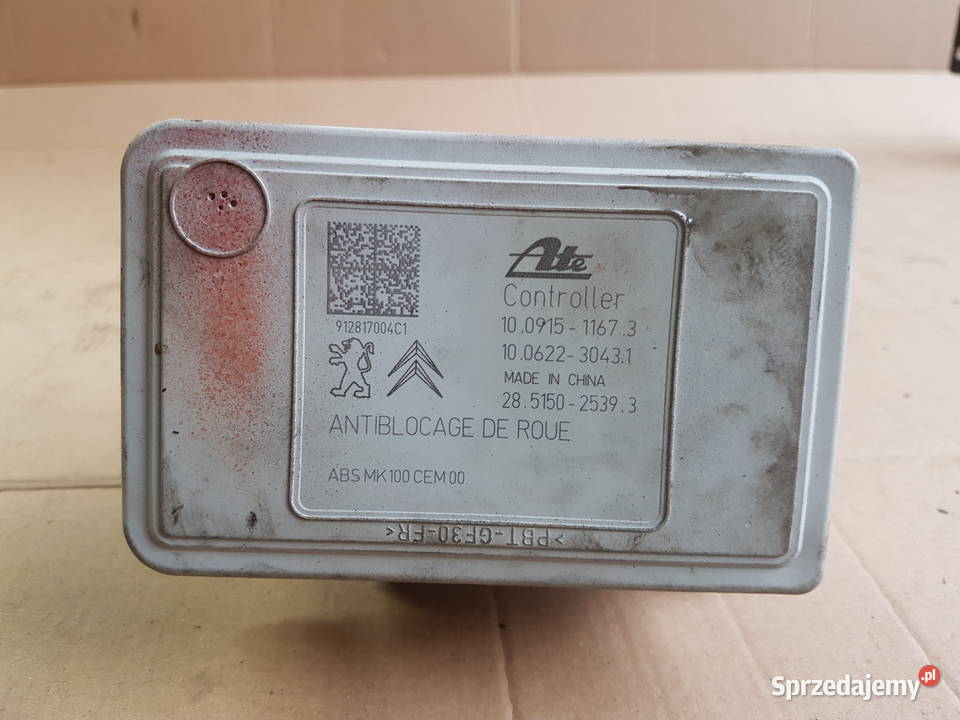 912817004C1
Ate
Controller
10.0915-1167.3
10.0622-3043.1
MADE IN CHINA
28.5150-2539.3
ANTIBLOCAGE DE ROUE
ABS MK100 CEM 00
>PBT-GF30-FR<
Sprzedajemy.pl